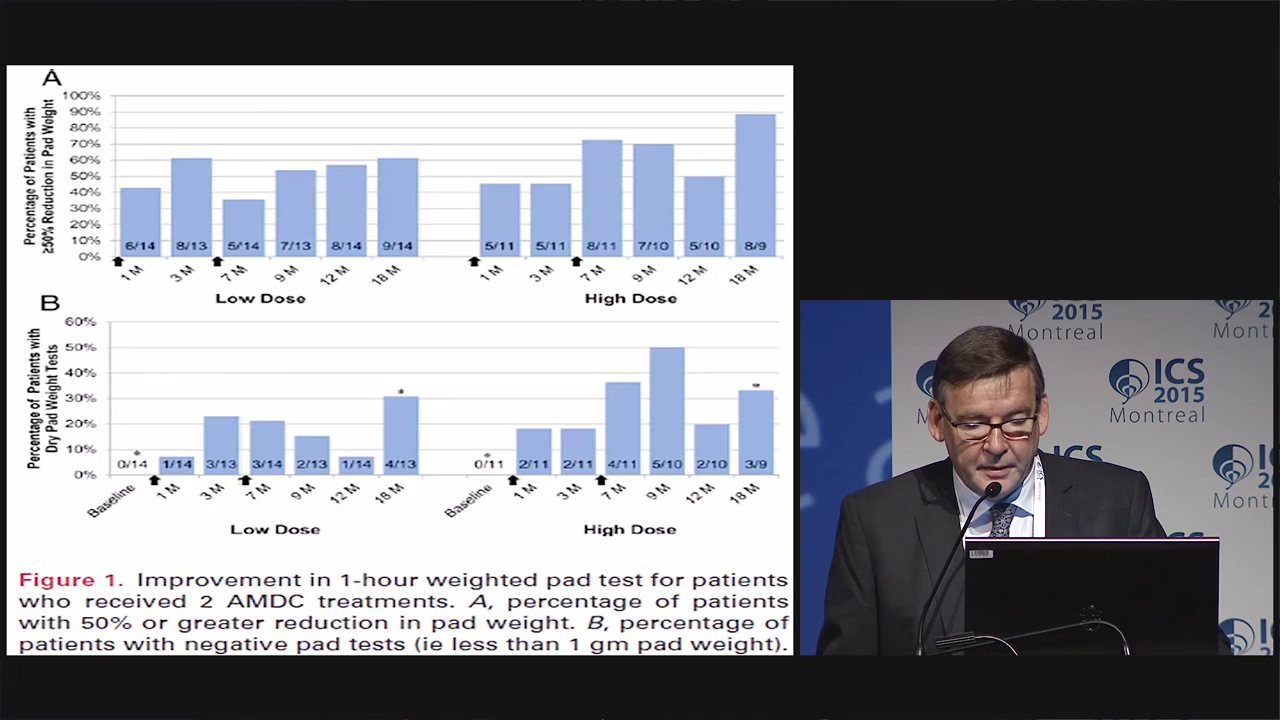 A
Percentage of Patients with
≥50% Reduction in Pad Weight
100%
90%
80%
70%
60%
50%
40%
30%
20%
10%
0%
6/14 8/13 5/14 7/13 8/14 9/14 5/11 5/11 8/11 7/10 5/10 8/9
1 M 3 M 7 M 9 M 12 M 18 M 1 M 3 M 7 M 9 M 12 M 18 M
Low Dose High Dose
B
Percentage of Patients with
Dry Pad Weight Tests
60%
50%
40%
30%
20%
10%
0%
* * * *
0/14 1/14 3/13 3/14 2/13 1/14 4/13 0/11 2/11 2/11 4/11 5/10 2/10 3/9
Baseline 1 M 3 M 7 M 9 M 12 M 18 M Baseline 1 M 3 M 7 M 9 M 12 M 18 M
Low Dose High Dose
Figure 1. Improvement in 1-hour weighted pad test for patients
who received 2 AMDC treatments. A, percentage of patients
with 50% or greater reduction in pad weight. B, percentage of
patients with negative pad tests (ie less than 1 gm pad weight).
2015
Montreal
2
Montr
ICS
2015
Montreal
ICS
2
Mont